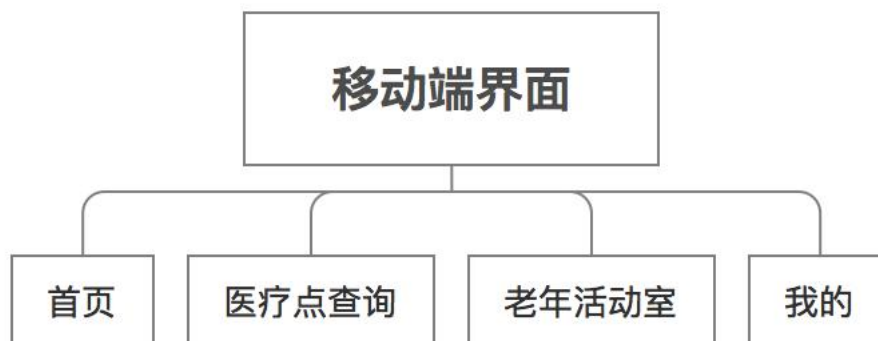 移动端界面
首页
医疗点查询
老年活动室
我的